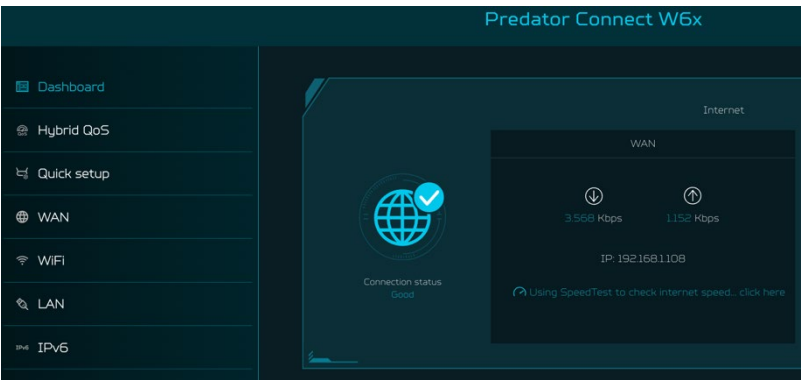 Predator Connect W6x
Dashboard
Hybrid QoS
Quick setup
WAN
WiFi
LAN
IPv6 IPv6
Internet
WAN
3.568 Kbps 1.152 Kbps
IP: 192.168.1.108
Connection status
Good
Using SpeedTest to check internet speed... click here